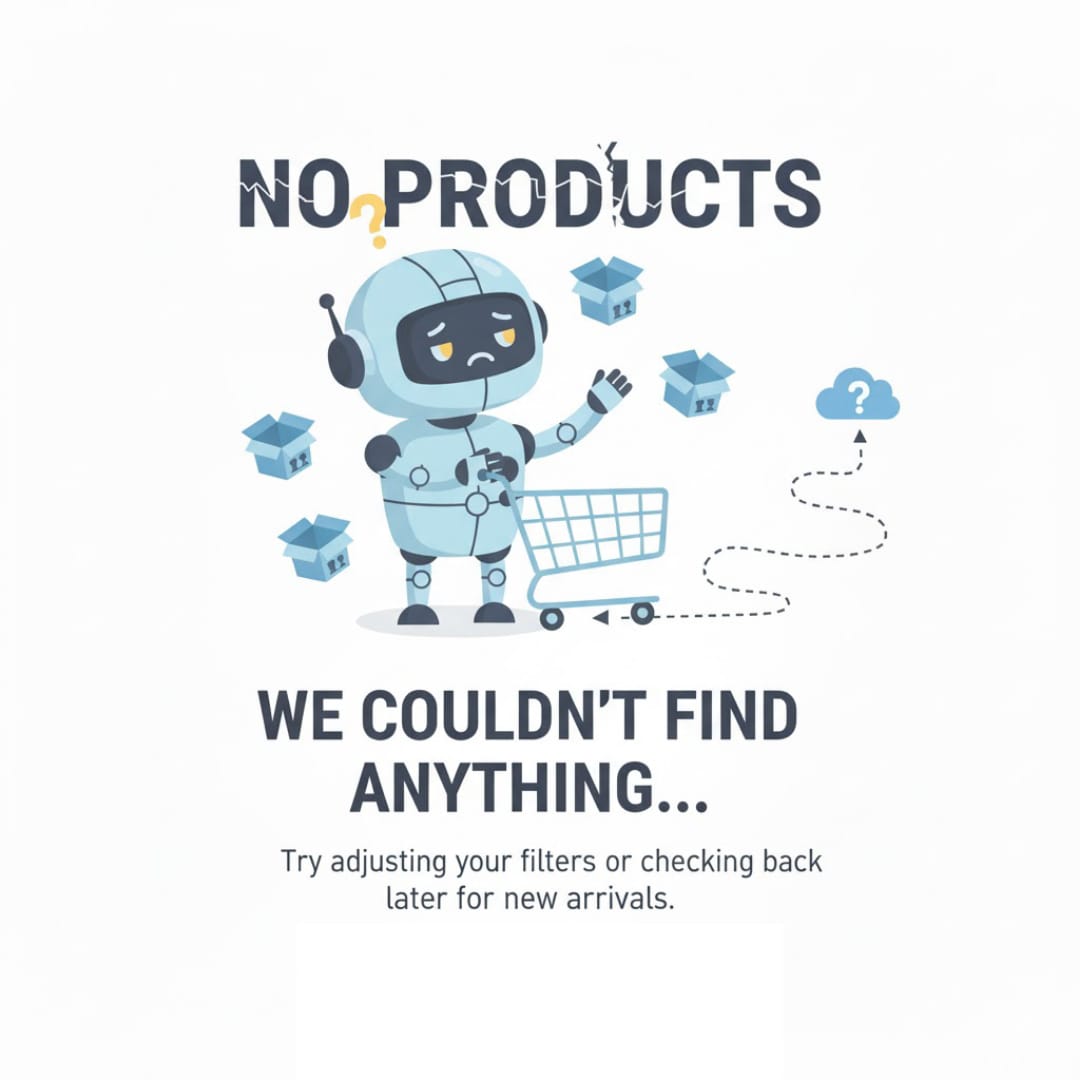 NO PRODUCTS
?
?
WE COULDN'T FIND
ANYTHING...
Try adjusting your filters or checking back
later for new arrivals.